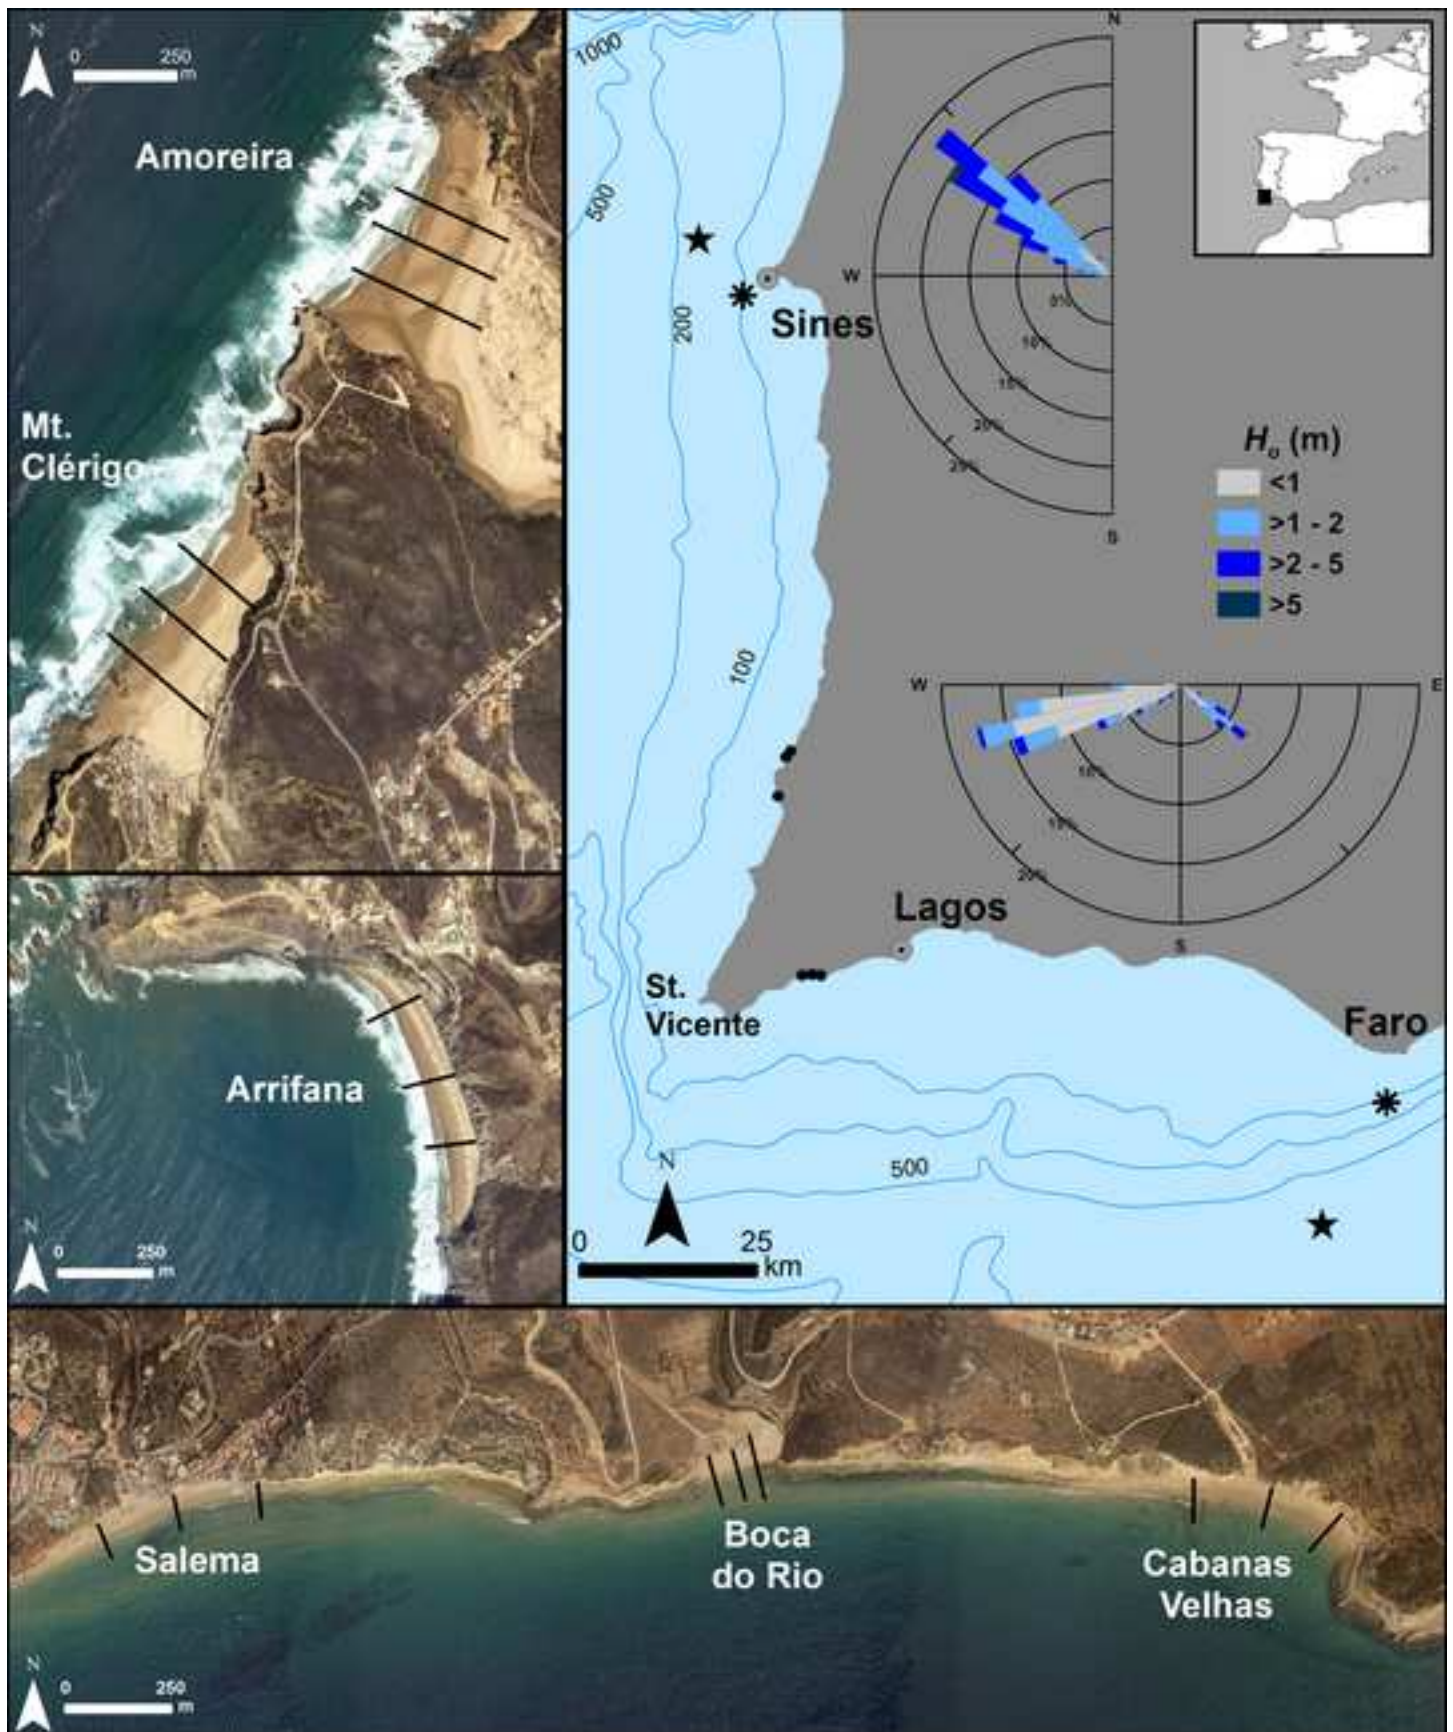 N
0 250
m
Amoreira
Mt.
Clérigo
N
0 250
m
Arrifana
1000
500
200
100
Sines
N
W
5%
10%
15%
20%
25%
S
Ho (m)
<1
>1 - 2
>2 - 5
>5
W
E
10%
15%
20%
S
Lagos
St.
Vicente
Faro
500
N
0 25
km
Salema
Boca
do Rio
Cabanas
Velhas
N
0 250
m